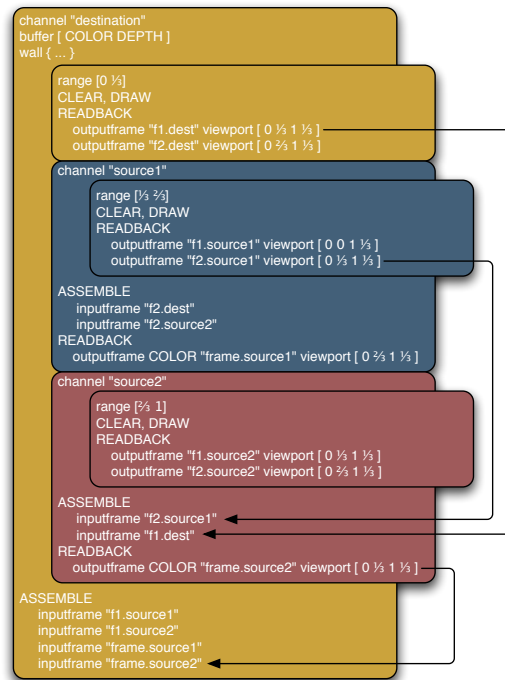 channel "destination"
buffer [ COLOR DEPTH ]
wall { ... }
range [0 ⅓]
CLEAR, DRAW
READBACK
outputframe "f1.dest" viewport [ 0 ⅓ 1 ⅓ ]
outputframe "f2.dest" viewport [ 0 ⅔ 1 ⅓ ]
channel "source1"
range [⅓ ⅔]
CLEAR, DRAW
READBACK
outputframe "f1.source1" viewport [ 0 0 1 ⅓ ]
outputframe "f2.source1" viewport [ 0 ⅓ 1 ⅓ ]
ASSEMBLE
inputframe "f2.dest"
inputframe "f2.source2"
READBACK
outputframe COLOR "frame.source1" viewport [ 0 ⅔ 1 ⅓ ]
channel "source2"
range [⅔ 1]
CLEAR, DRAW
READBACK
outputframe "f1.source2" viewport [ 0 ⅓ 1 ⅓ ]
outputframe "f2.source2" viewport [ 0 ⅔ 1 ⅓ ]
ASSEMBLE
inputframe "f2.source1"
inputframe "f1.dest"
READBACK
outputframe COLOR "frame.source2" viewport [ 0 ⅓ 1 ⅓ ]
ASSEMBLE
inputframe "f1.source1"
inputframe "f1.source2"
inputframe "frame.source1"
inputframe "frame.source2"